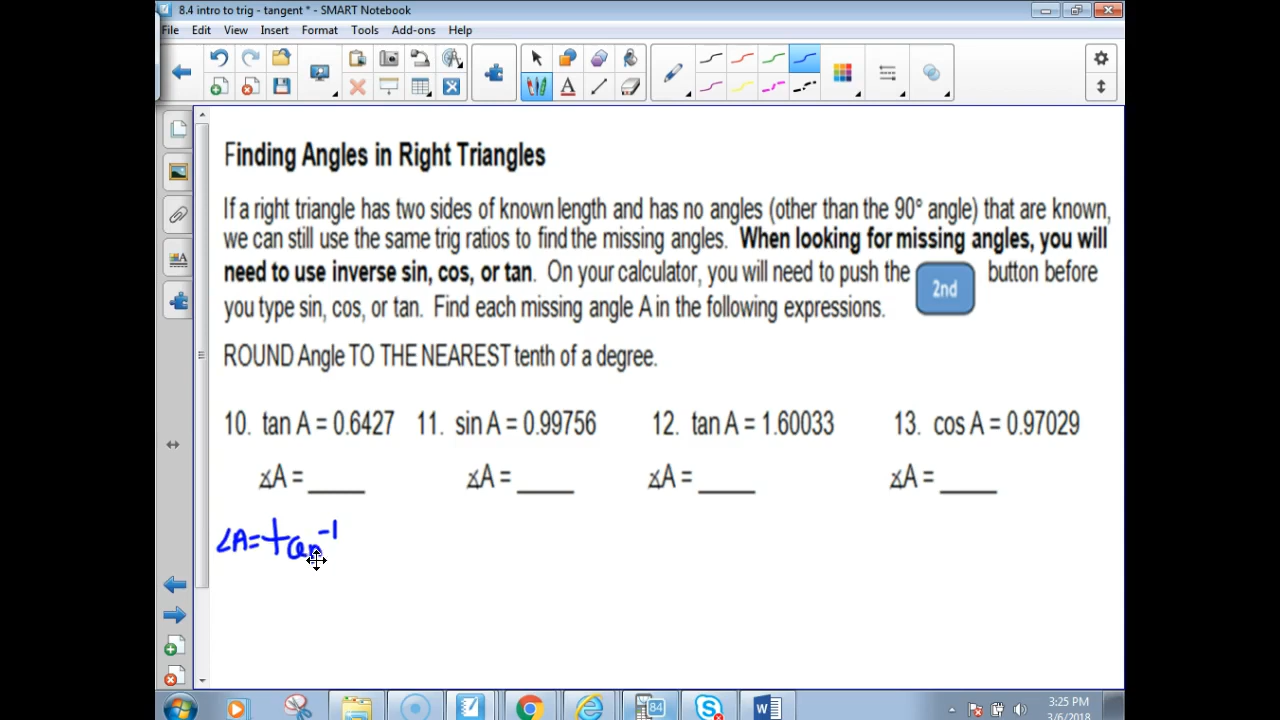 8.4 intro to trig - tangent * - SMART Notebook
File Edit View Insert Format Tools Add-ons Help
Finding Angles in Right Triangles
If a right triangle has two sides of known length and has no angles (other than the 90° angle) that are known,
we can still use the same trig ratios to find the missing angles. When looking for missing angles, you will
need to use inverse sin, cos, or tan. On your calculator, you will need to push the 2nd button before
you type sin, cos, or tan. Find each missing angle A in the following expressions.
ROUND Angle TO THE NEAREST tenth of a degree.
10. tan A = 0.6427 11. sin A = 0.99756 12. tan A = 1.60033 13. cos A = 0.97029
∡A = ____ ∡A = ____ ∡A = ____ ∡A = ____
∠A = tan⁻¹
84
3:25 PM
3/6/2018